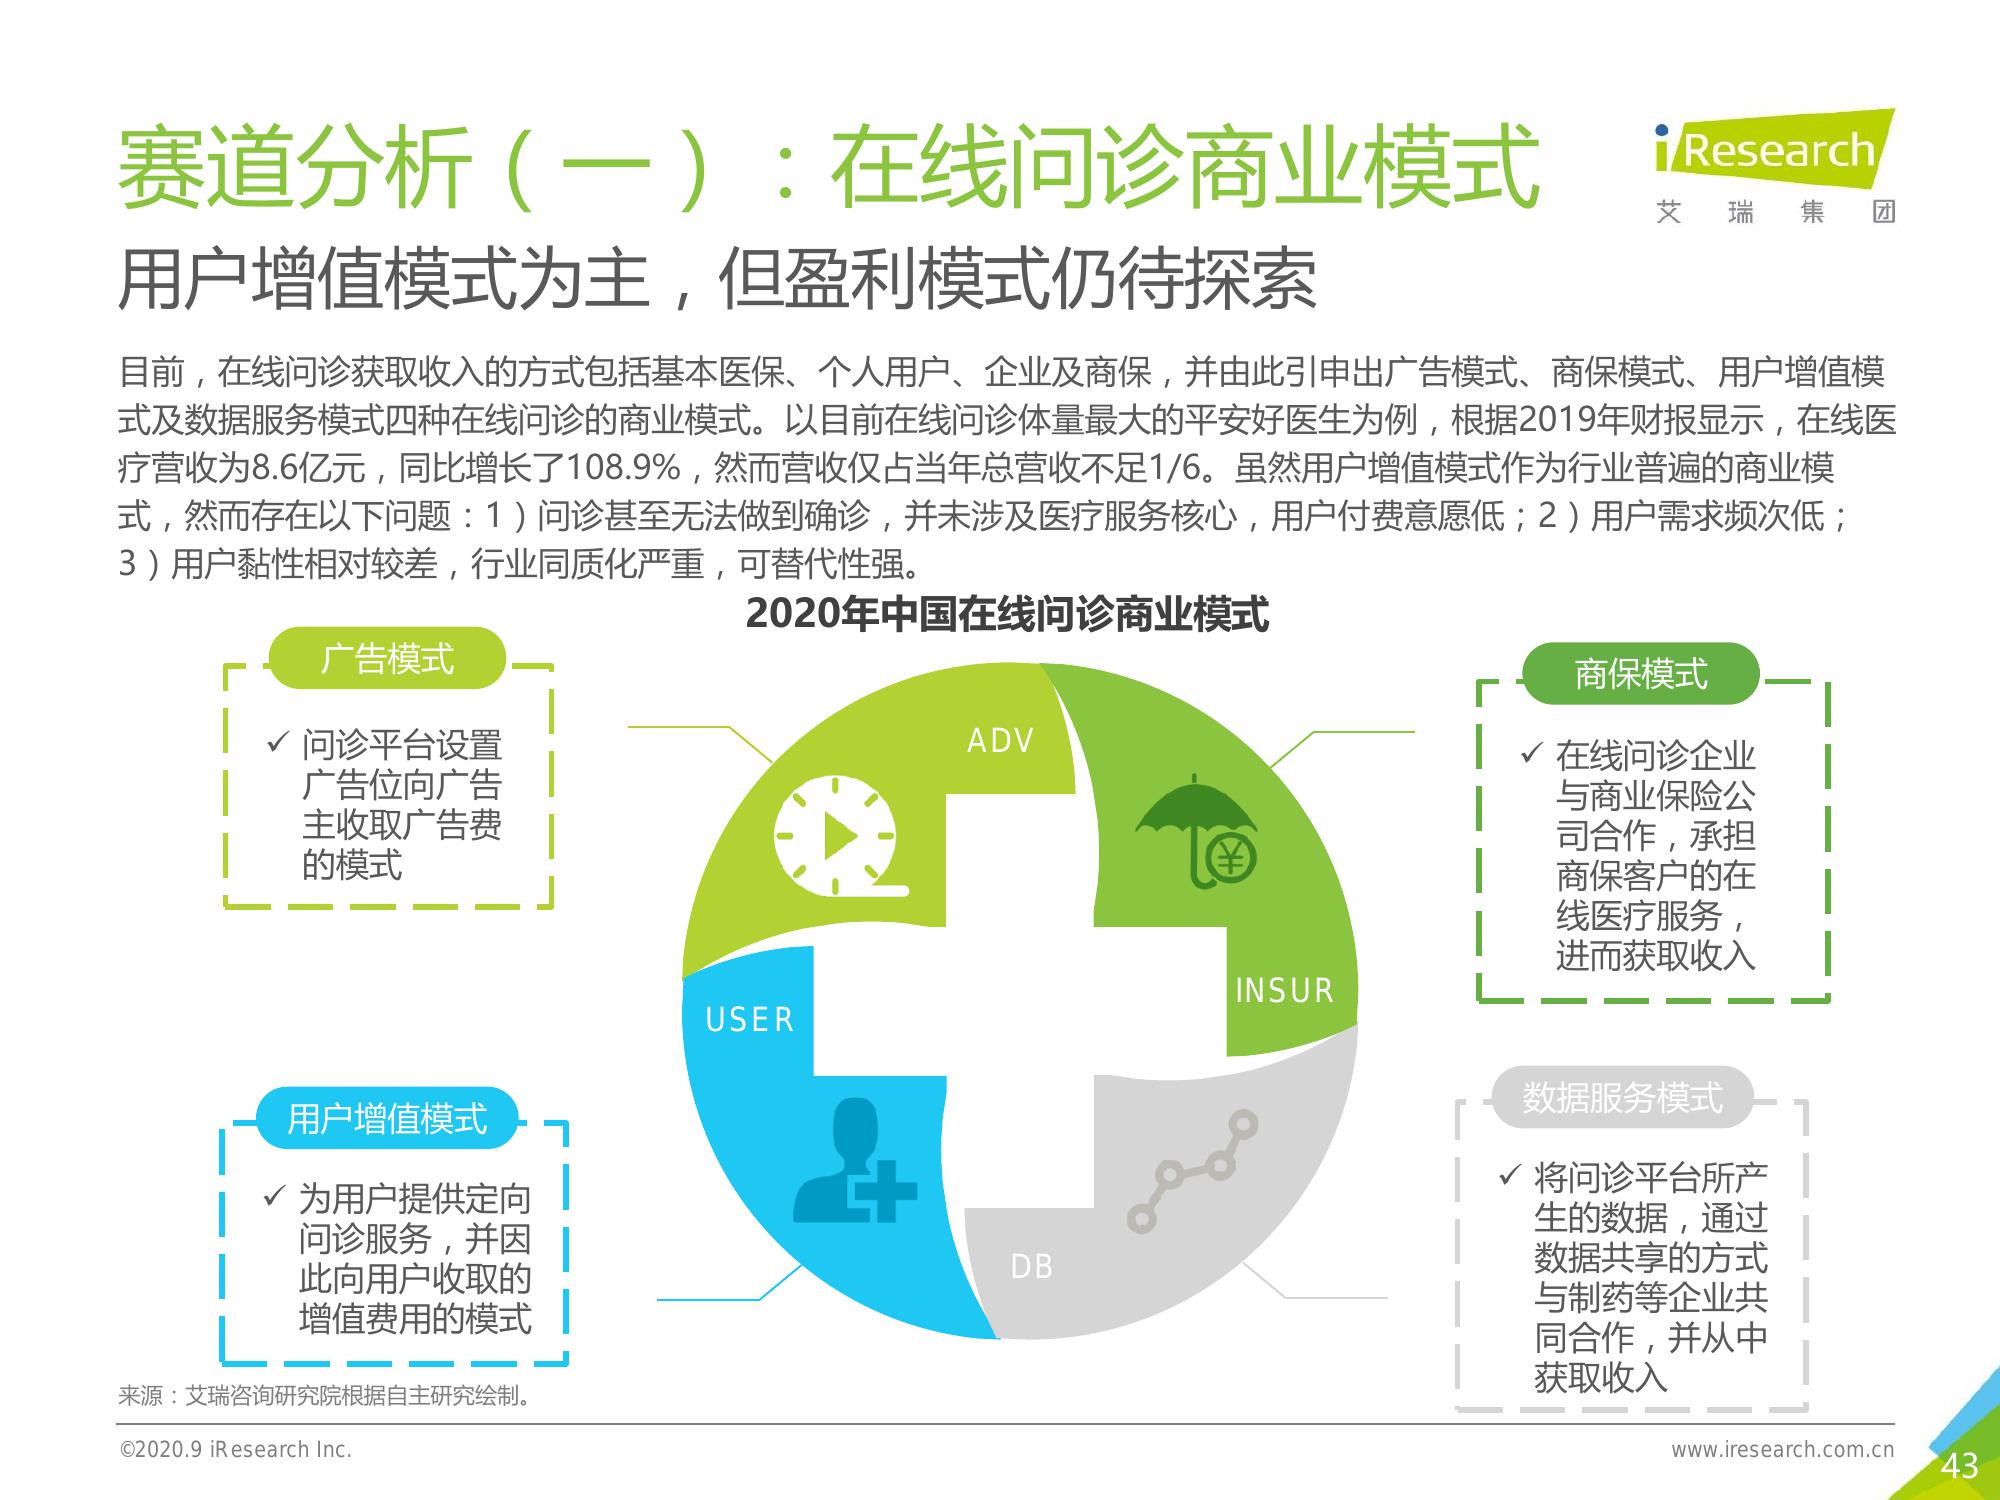 赛道分析（一）：在线问诊商业模式
iResearch
艾瑞集团
用户增值模式为主，但盈利模式仍待探索
目前，在线问诊获取收入的方式包括基本医保、个人用户、企业及商保，并由此引申出广告模式、商保模式、用户增值模
式及数据服务模式四种在线问诊的商业模式。以目前在线问诊体量最大的平安好医生为例，根据2019年财报显示，在线医
疗营收为8.6亿元，同比增长了108.9%，然而营收仅占当年总营收不足1/6。虽然用户增值模式作为行业普遍的商业模
式，然而存在以下问题：1）问诊甚至无法做到确诊，并未涉及医疗服务核心，用户付费意愿低；2）用户需求频次低；
3）用户黏性相对较差，行业同质化严重，可替代性强。
2020年中国在线问诊商业模式
广告模式
✓ 问诊平台设置
广告位向广告
主收取广告费
的模式
商保模式
✓ 在线问诊企业
与商业保险公
司合作，承担
商保客户的在
线医疗服务，
进而获取收入
ADV
INSUR
USER
DB
¥
用户增值模式
✓ 为用户提供定向
问诊服务，并因
此向用户收取的
增值费用的模式
数据服务模式
✓ 将问诊平台所产
生的数据，通过
数据共享的方式
与制药等企业共
同合作，并从中
获取收入
来源：艾瑞咨询研究院根据自主研究绘制。
©2020.9 iResearch Inc.
www.iresearch.com.cn
43